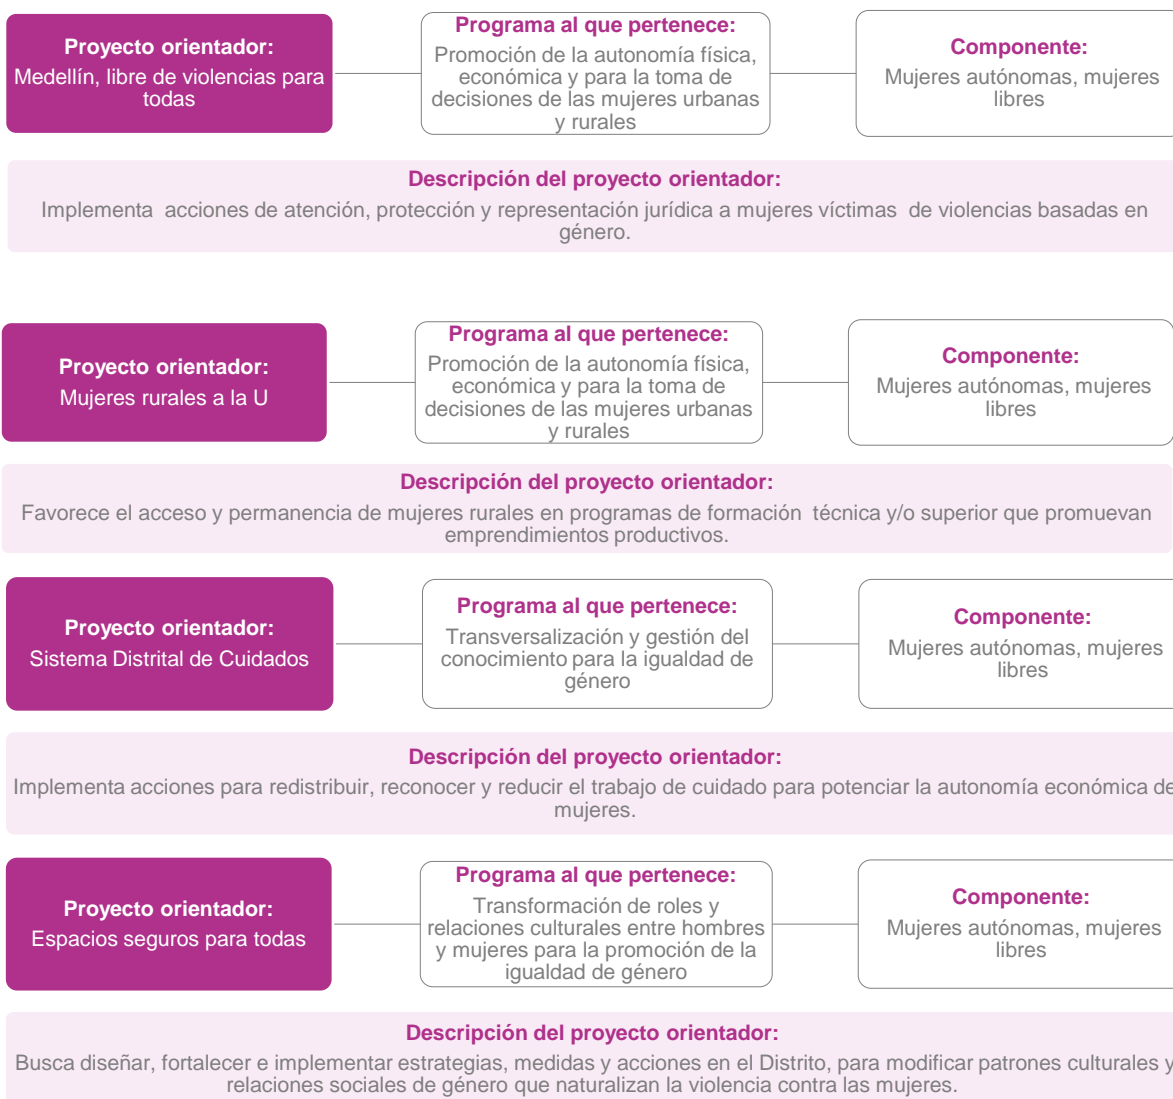 Proyecto orientador:
Medellín, libre de violencias para
todas
Programa al que pertenece:
Promoción de la autonomía física,
económica y para la toma de
decisiones de las mujeres urbanas
y rurales
Componente:
Mujeres autónomas, mujeres
libres
Descripción del proyecto orientador:
Implementa acciones de atención, protección y representación jurídica a mujeres víctimas de violencias basadas en
género.
Proyecto orientador:
Mujeres rurales a la U
Programa al que pertenece:
Promoción de la autonomía física,
económica y para la toma de
decisiones de las mujeres urbanas
y rurales
Componente:
Mujeres autónomas, mujeres
libres
Descripción del proyecto orientador:
Favorece el acceso y permanencia de mujeres rurales en programas de formación técnica y/o superior que promuevan
emprendimientos productivos.
Proyecto orientador:
Sistema Distrital de Cuidados
Programa al que pertenece:
Transversalización y gestión del
conocimiento para la igualdad de
género
Componente:
Mujeres autónomas, mujeres
libres
Descripción del proyecto orientador:
Implementa acciones para redistribuir, reconocer y reducir el trabajo de cuidado para potenciar la autonomía económica de
mujeres.
Proyecto orientador:
Espacios seguros para todas
Programa al que pertenece:
Transformación de roles y
relaciones culturales entre hombres
y mujeres para la promoción de la
igualdad de género
Componente:
Mujeres autónomas, mujeres
libres
Descripción del proyecto orientador:
Busca diseñar, fortalecer e implementar estrategias, medidas y acciones en el Distrito, para modificar patrones culturales y
relaciones sociales de género que naturalizan la violencia contra las mujeres.